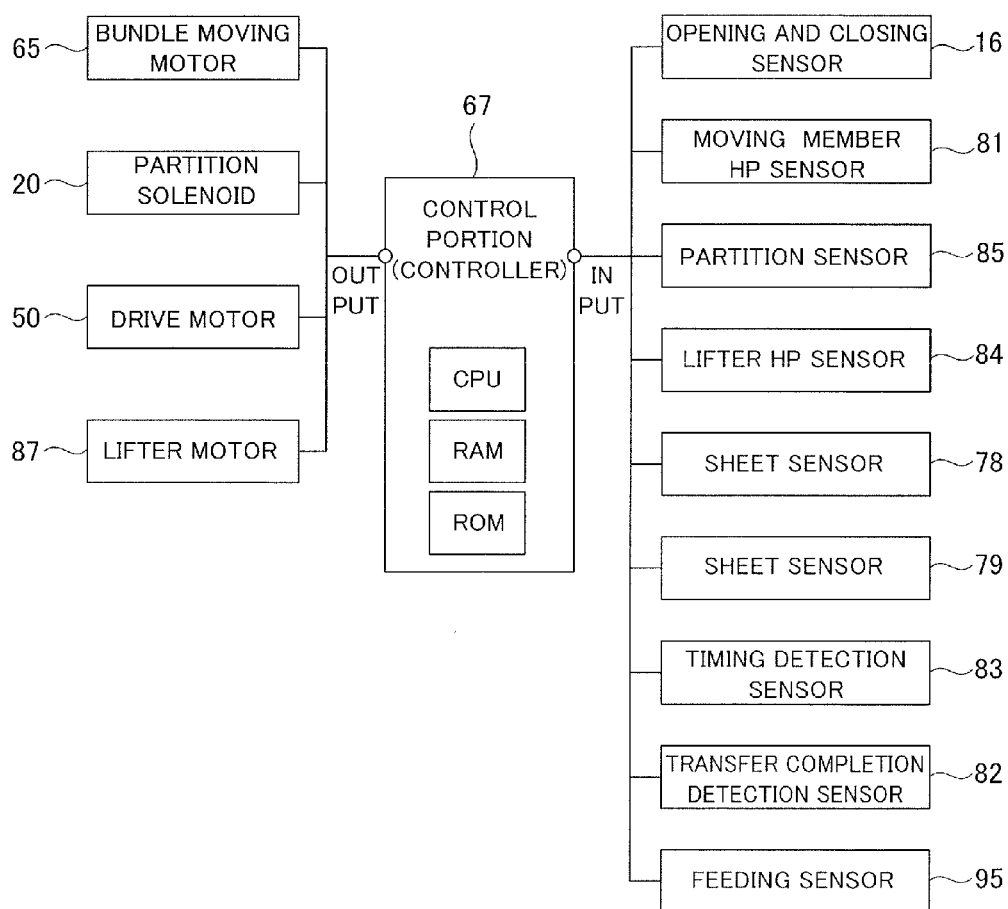 65
BUNDLE MOVING
MOTOR
20
PARTITION
SOLENOID
50
DRIVE MOTOR
87
LIFTER MOTOR
OUT
PUT
67
CONTROL
PORTION
(CONTROLLER)
CPU
RAM
ROM
IN
PUT
OPENING AND CLOSING
SENSOR
16
MOVING MEMBER
HP SENSOR
81
PARTITION SENSOR
85
LIFTER HP SENSOR
84
SHEET SENSOR
78
SHEET SENSOR
79
TIMING DETECTION
SENSOR
83
TRANSFER COMPLETION
DETECTION SENSOR
82
FEEDING SENSOR
95